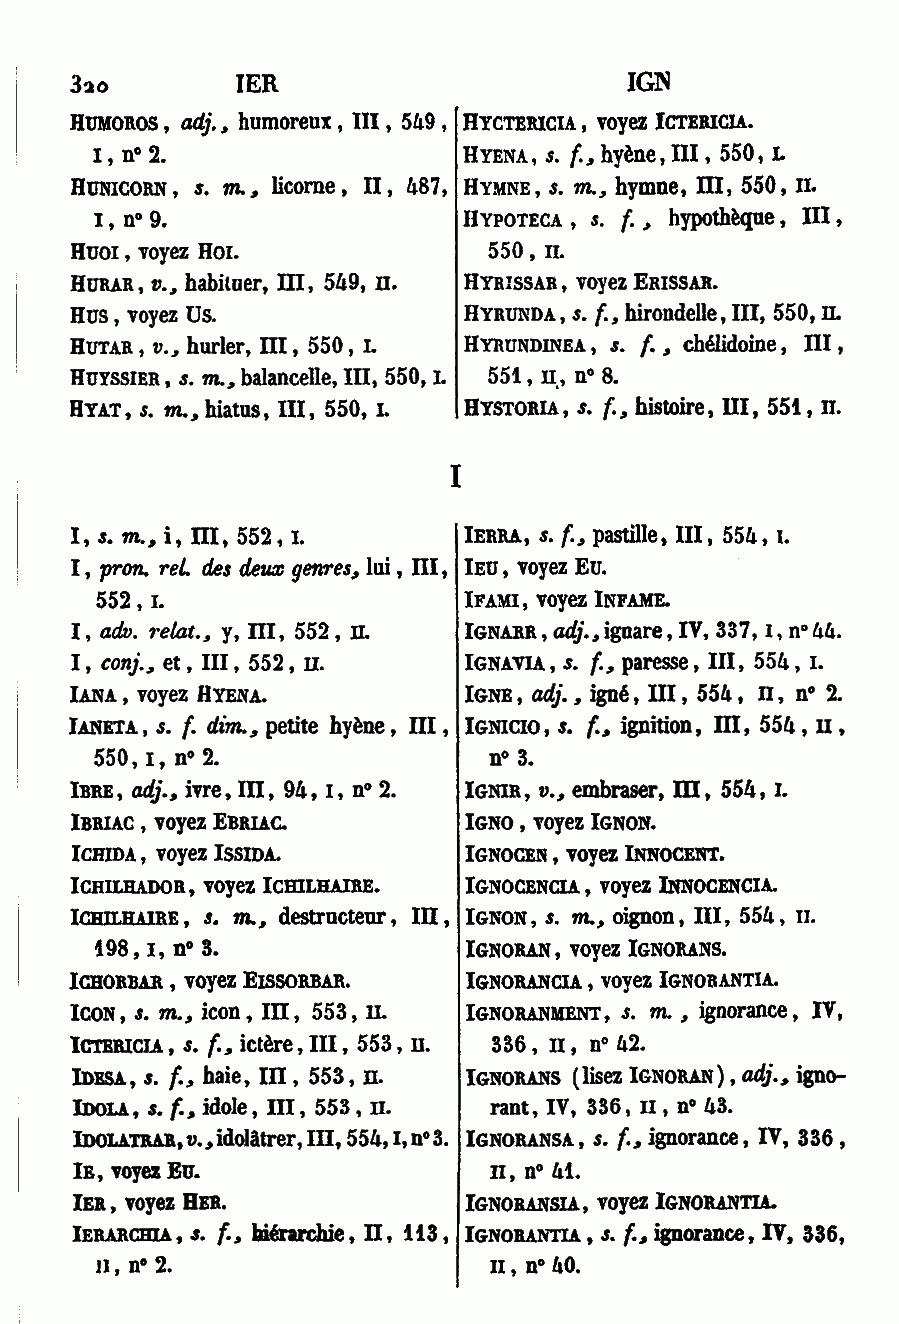 320 IER IGN
HUMOROS, adj., humoreux, III, 549,
I, n° 2.
HUNICORN, s. m., licorne, II, 487,
I, n° 9.
HUOI, voyez HOI.
HURAR, v., habituer, III, 549, II.
HUS, voyez US.
HUTAR, v., hurler, III, 550, I.
HUYSSIER, s. m., balancelle, III, 550, I.
HYAT, s. m., hiatus, III, 550, I.
HYCTERICIA, voyez ICTERICIA.
HYENA, s. f., hyène, III, 550, I.
HYMNE, s. m., hymne, III, 550, II.
HYPOTECA, s. f., hypothèque, III,
550, II.
HYRISSAR, voyez ERISSAR.
HYRUNDA, s. f., hirondelle, III, 550, II.
HYRUNDINEA, s. f., chélidoine, III,
551, II, n° 8.
HYSTORIA, s. f., histoire, III, 551, II.
I
I, s. m., i, III, 552, I.
I, pron. rel. des deux genres, lui, III,
552, I.
I, adv. relat., y, III, 552, II.
I, conj., et, III, 552, II.
IANA, voyez HYENA.
IANETA, s. f. dim., petite hyène, III,
550, I, n° 2.
IBRE, adj., ivre, III, 94, I, n° 2.
IBRIAC, voyez EBRIAC.
ICHIDA, voyez ISSIDA.
ICHILHADOR, voyez ICHILHAIRE.
ICHILHAIRE, s. m., destructeur, III,
198, I, n° 3.
ICHORBAR, voyez EISSORBAR.
ICON, s. m., icon, III, 553, II.
ICTERICIA, s. f., ictère, III, 553, II.
IDESA, s. f., haie, III, 553, II.
IDOLA, s. f., idole, III, 553, II.
IDOLATRAR, v., idolâtrer, III, 554, I, n° 3.
IE, voyez EU.
IER, voyez HER.
IERARCHIA, s. f., hiérarchie, II, 113,
II, n° 2.
IERRA, s. f., pastille, III, 554, I.
IEU, voyez EU.
IFAMI, voyez INFAME.
IGNARR, adj., ignare, IV, 337, I, n° 44.
IGNAVIA, s. f., paresse, III, 554, I.
IGNE, adj., igné, III, 554, II, n° 2.
IGNICIO, s. f., ignition, III, 554, II,
n° 3.
IGNIR, v., embraser, III, 554, I.
IGNO, voyez IGNON.
IGNOCEN, voyez INNOCENT.
IGNOCENCIA, voyez INNOCENCIA.
IGNON, s. m., oignon, III, 554, II.
IGNORAN, voyez IGNORANS.
IGNORANCIA, voyez IGNORANTIA.
IGNORANMENT, s. m., ignorance, IV,
336, II, n° 42.
IGNORANS (lisez IGNORAN), adj., igno-
rant, IV, 336, II, n° 43.
IGNORANSA, s. f., ignorance, IV, 336,
II, n° 41.
IGNORANSIA, voyez IGNORANTIA.
IGNORANTIA, s. f., ignorance, IV, 336,
II, n° 40.